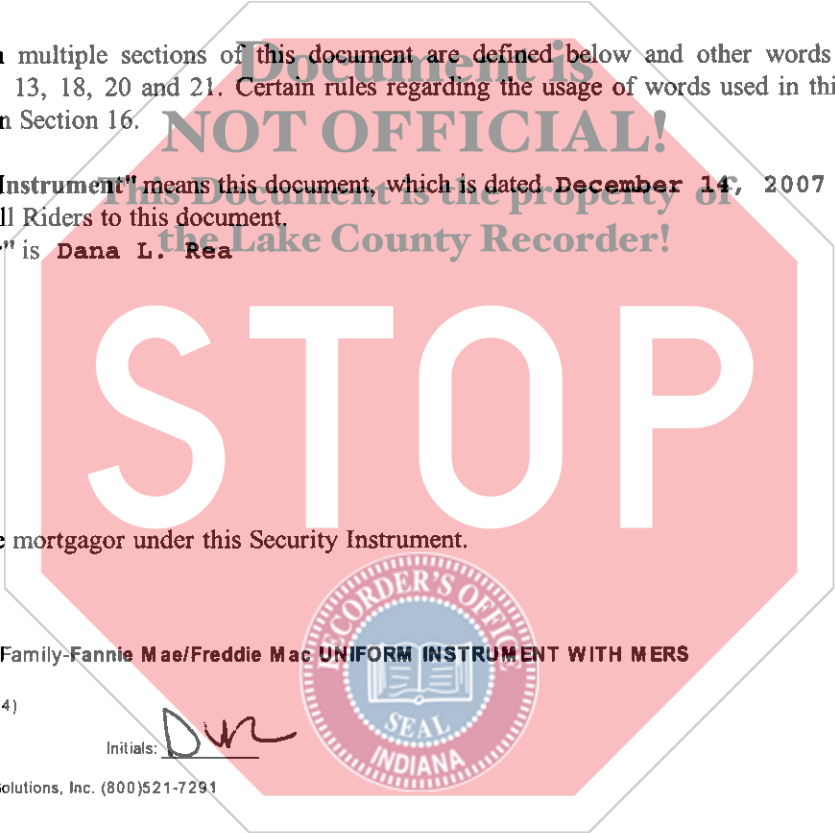 multiple sections of this document are defined below and other words
13, 18, 20 and 21. Certain rules regarding the usage of words used in thi
n Section 16.
Document is
NOT OFFICIAL!
This Document is the property of
the Lake County Recorder!
Instrument" means this document, which is dated December 14, 2007
ll Riders to this document.
" is Dana L. Rea
STOP
e mortgagor under this Security Instrument.
RECORDER'S OFFICE
SEAL
INDIANA
Family-Fannie Mae/Freddie Mac UNIFORM INSTRUMENT WITH MERS
4)
Initials: DLR
olutions, Inc. (800)521-7291